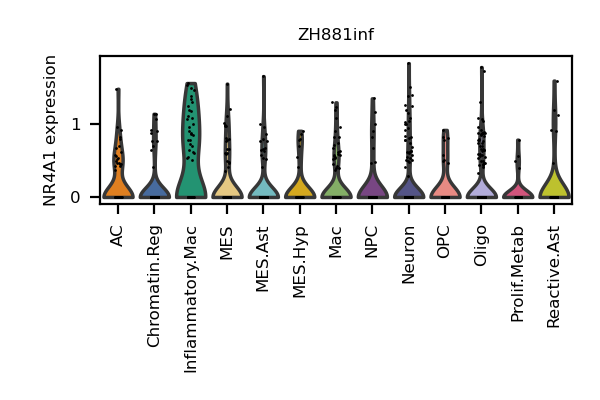 ZH881inf
NR4A1 expression
1
0
AC
Chromatin.Reg
Inflammatory.Mac
MES
MES.Ast
MES.Hyp
Mac
NPC
Neuron
OPC
Oligo
Prolif.Metab
Reactive.Ast